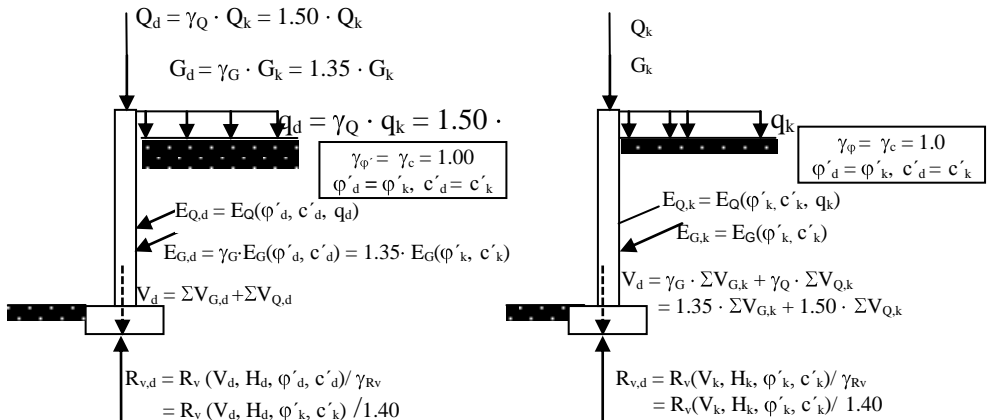 Q_d = γ_Q · Q_k = 1.50 · Q_k
G_d = γ_G · G_k = 1.35 · G_k
q_d = γ_Q · q_k = 1.50 ·
γ_φ´ = γ_c = 1.00
φ´_d = φ´_k, c´_d = c´_k
E_Q,d = E_Q(φ´_d, c´_d, q_d)
E_G,d = γ_G·E_G(φ´_d, c´_d) = 1.35· E_G(φ´_k, c´_k)
V_d = ΣV_G,d + ΣV_Q,d
R_v,d = R_v (V_d, H_d, φ´_d, c´_d)/ γ_Rv
= R_v (V_d, H_d, φ´_k, c´_k) /1.40
Q_k
G_k
q_k
γ_φ = γ_c = 1.0
φ´_d = φ´_k, c´_d = c´_k
E_Q,k = E_Q(φ´_k, c´_k, q_k)
E_G,k = E_G(φ´_k, c´_k)
V_d = γ_G · ΣV_G,k + γ_Q · ΣV_Q,k
= 1.35 · ΣV_G,k + 1.50 · ΣV_Q,k
R_v,d = R_v(V_k, H_k, φ´_k, c´_k)/ γ_Rv
= R_v(V_k, H_k, φ´_k, c´_k)/ 1.40